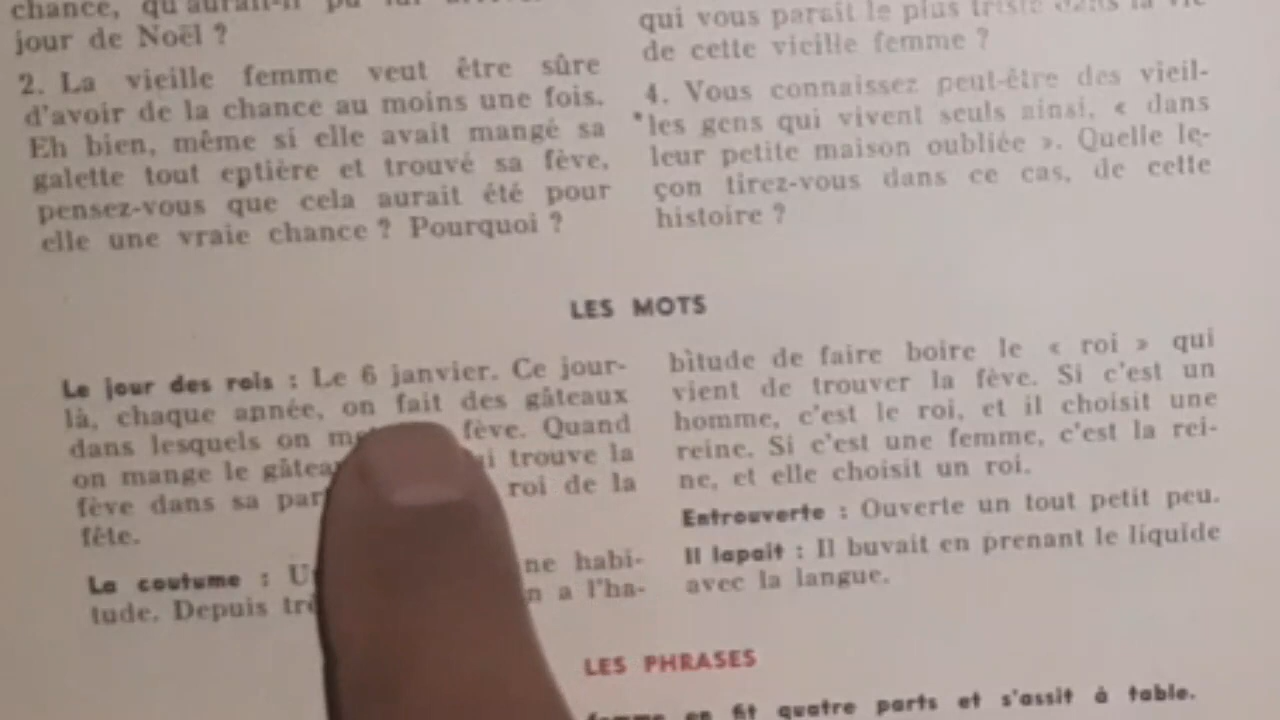 chance, qu'aurait-il pu lui
jour de Noël ?
2. La vieille femme veut être sûre
d'avoir de la chance au moins une fois.
Eh bien, même si elle avait mangé sa
galette tout eptière et trouvé sa fève,
pensez-vous que cela aurait été pour
elle une vraie chance ? Pourquoi ?
qui vous paraît le plus triste dans la vie
de cette vieille femme ?
4. Vous connaissez peut-être des vieil-
les gens qui vivent seuls ainsi, « dans
leur petite maison oubliée ». Quelle le-
çon tirez-vous dans ce cas, de cette
histoire ?
LES MOTS
Le jour des rois : Le 6 janvier. Ce jour-
là, chaque année, on fait des gâteaux
dans lesquels on fève. Quand
on mange le trouve la
fève dans sa roi de la
fête.
La coutume : habi-
tude. Depuis a l'ha-
bitude de faire boire le « roi » qui
vient de trouver la fève. Si c'est un
homme, c'est le roi, et il choisit une
reine. Si c'est une femme, c'est la rei-
ne, et elle choisit un roi.
Entrouverte : Ouverte un tout petit peu.
Il lapait : Il buvait en prenant le liquide
avec la langue.
LES PHRASES
femme en fit quatre parts et s'assit à table.